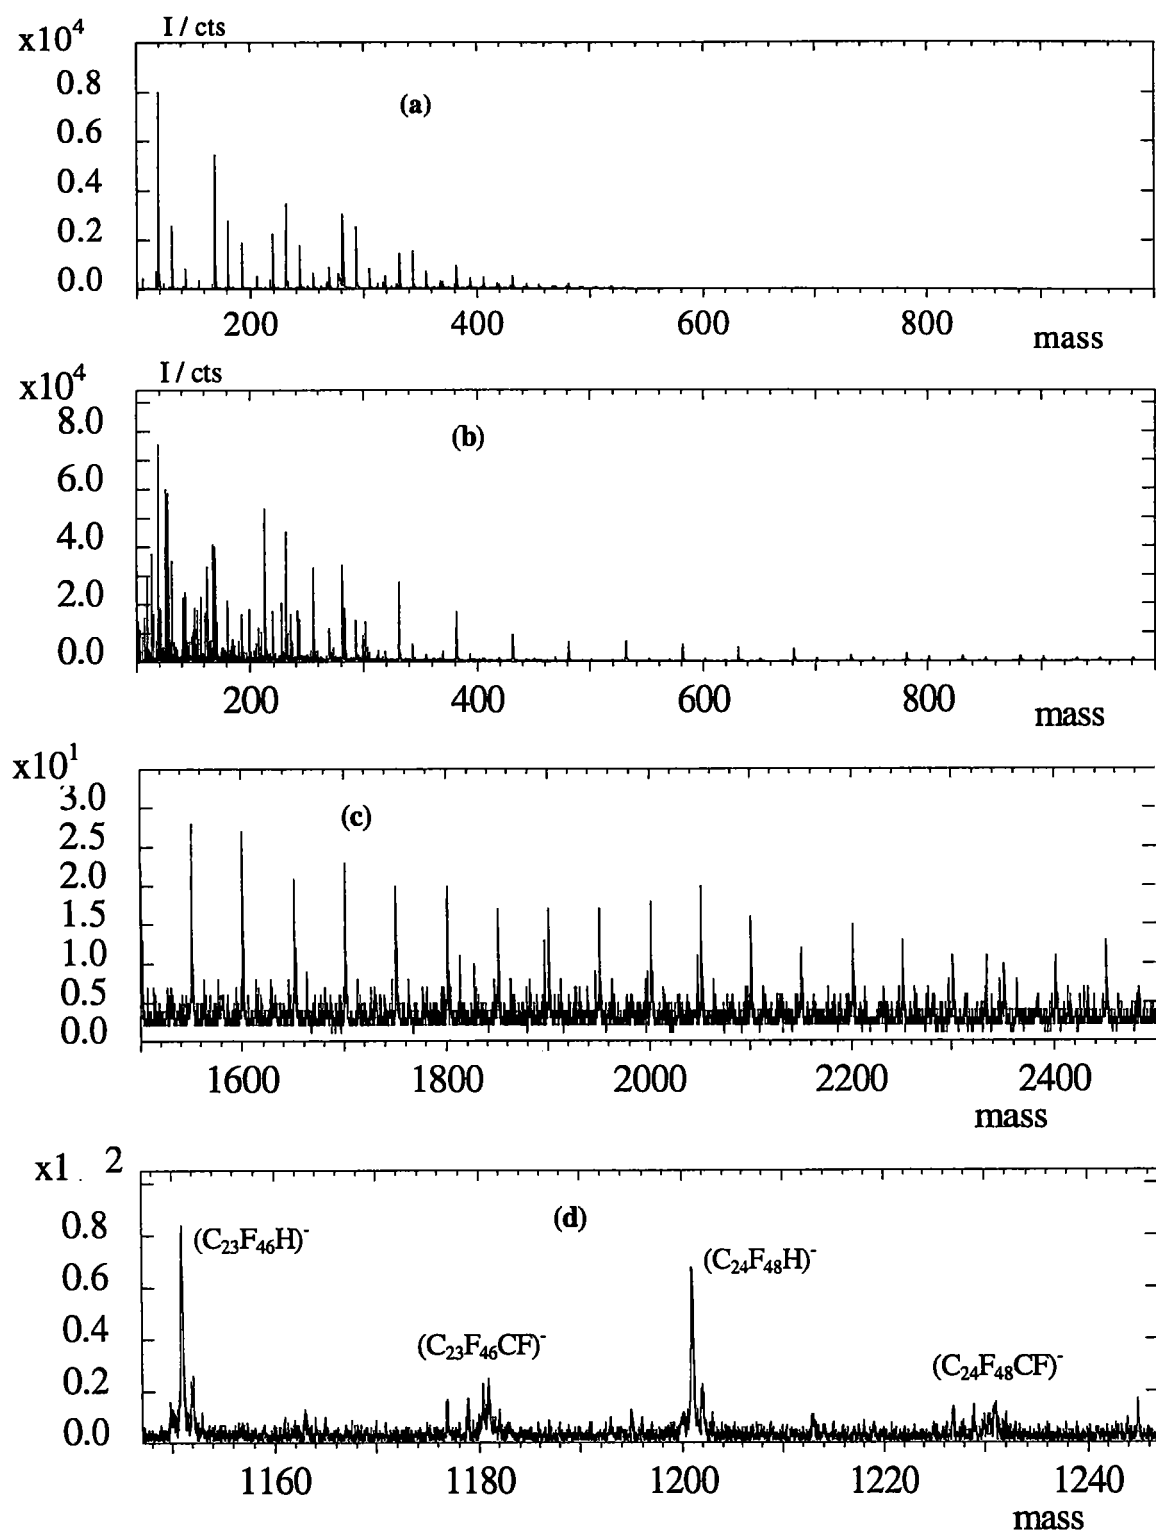 I / cts
x10⁴
0.8
(a)
0.6
0.4
0.2
0.0
200 400 600 800
mass
I / cts
x10⁴
8.0
(b)
6.0
4.0
2.0
0.0
200 400 600 800
mass
x10¹
3.0
(c)
2.5
2.0
1.5
1.0
0.5
0.0
1600 1800 2000 2200 2400
mass
x1 . 2
(d)
0.8
(C₂₃F₄₆H)⁻
(C₂₄F₄₈H)⁻
0.6
0.4
(C₂₃F₄₆CF)⁻
(C₂₄F₄₈CF)⁻
0.2
0.0
1160 1180 1200 1220 1240
mass